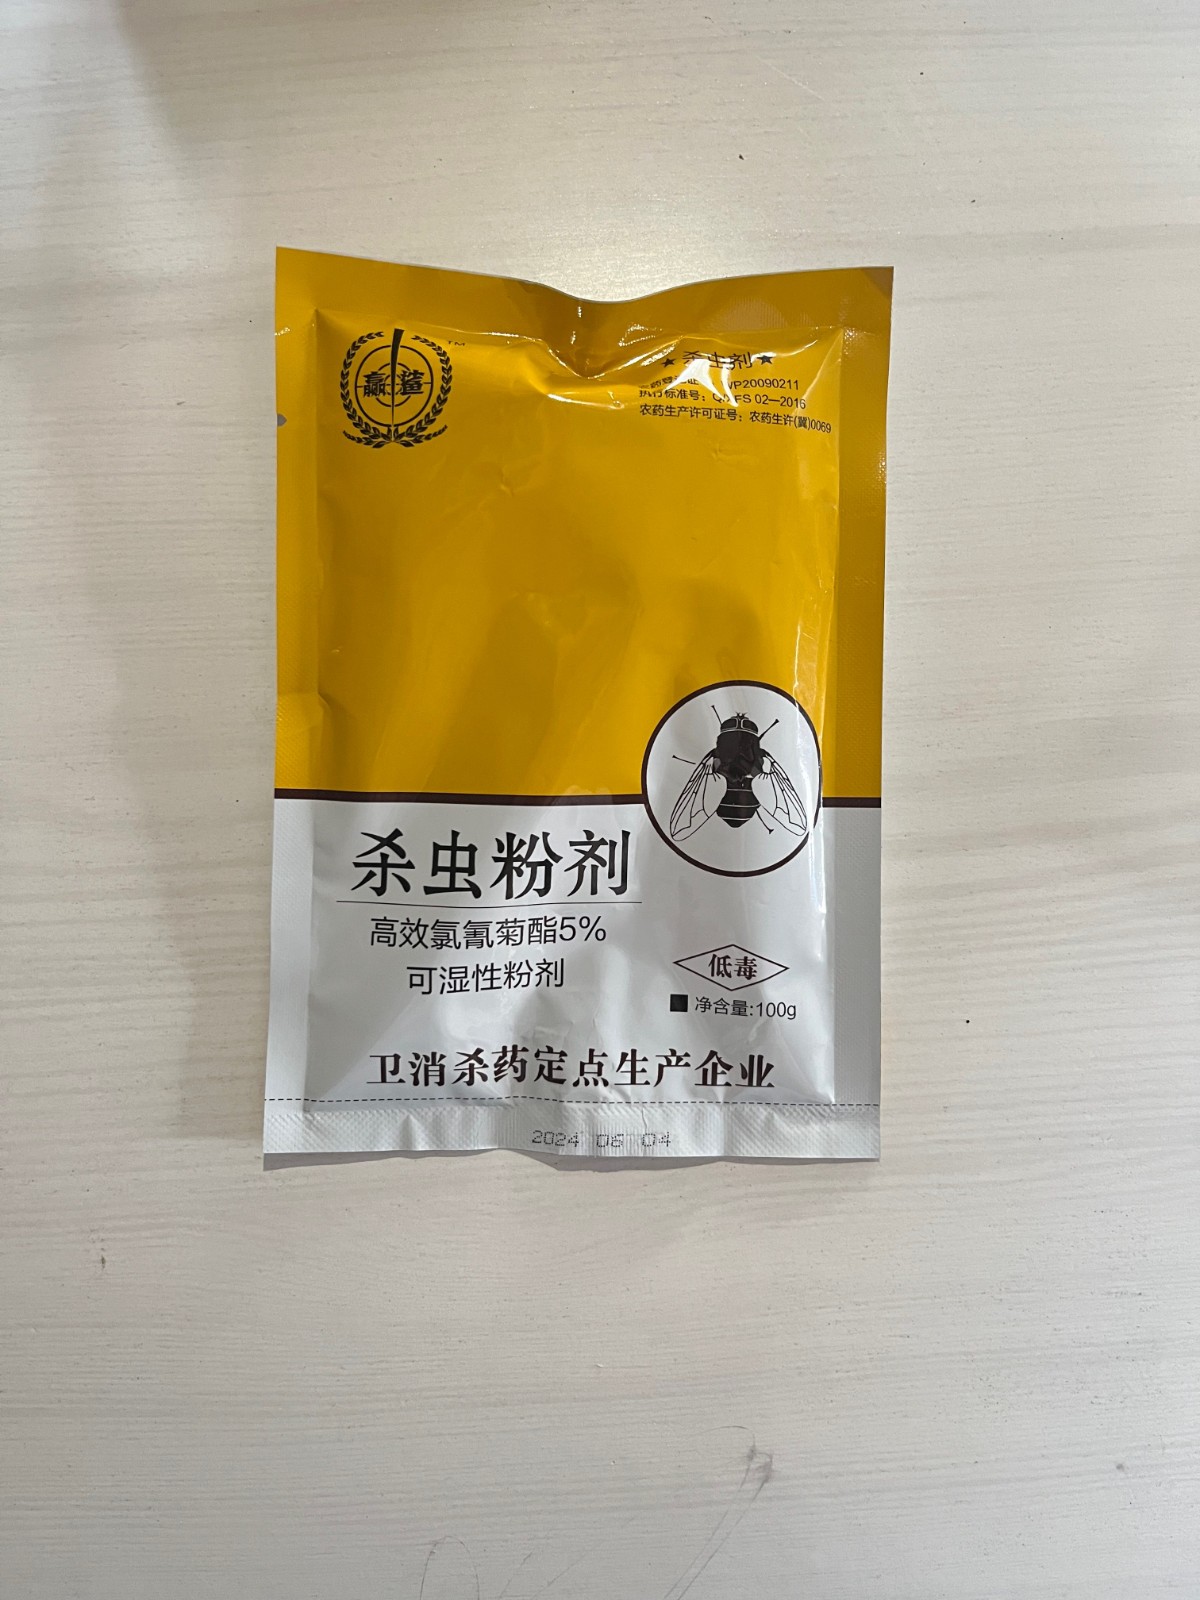 赢鲨
TM
★杀虫剂★
WP20090211
执行标准号: FS 02—2016
农药生产许可证号: 农药生许(冀)0069
杀虫粉剂
高效氯氰菊酯5%
可湿性粉剂
低毒
■ 净含量:100g
卫消杀药定点生产企业
2024 06 04